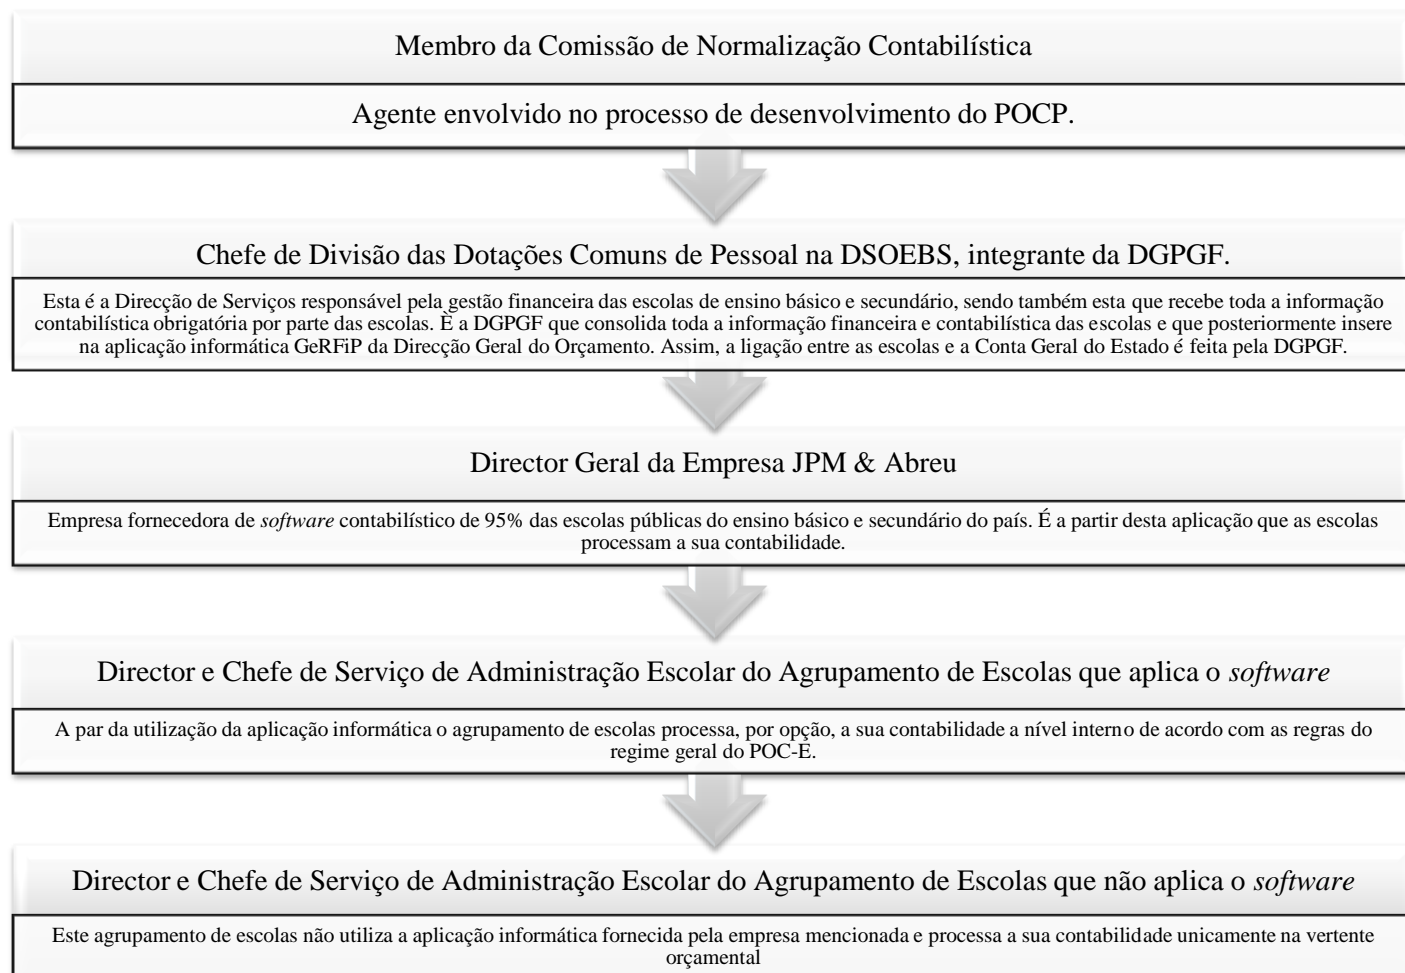 Membro da Comissão de Normalização Contabilística
Agente envolvido no processo de desenvolvimento do POCP.
Chefe de Divisão das Dotações Comuns de Pessoal na DSOEBS, integrante da DGPGF.
Esta é a Direcção de Serviços responsável pela gestão financeira das escolas de ensino básico e secundário, sendo também esta que recebe toda a informação
contabilística obrigatória por parte das escolas. È a DGPGF que consolida toda a informação financeira e contabilística das escolas e que posteriormente insere
na aplicação informática GeRFiP da Direcção Geral do Orçamento. Assim, a ligação entre as escolas e a Conta Geral do Estado é feita pela DGPGF.
Director Geral da Empresa JPM & Abreu
Empresa fornecedora de software contabilístico de 95% das escolas públicas do ensino básico e secundário do país. É a partir desta aplicação que as escolas
processam a sua contabilidade.
Director e Chefe de Serviço de Administração Escolar do Agrupamento de Escolas que aplica o software
A par da utilização da aplicação informática o agrupamento de escolas processa, por opção, a sua contabilidade a nível interno de acordo com as regras do
regime geral do POC-E.
Director e Chefe de Serviço de Administração Escolar do Agrupamento de Escolas que não aplica o software
Este agrupamento de escolas não utiliza a aplicação informática fornecida pela empresa mencionada e processa a sua contabilidade unicamente na vertente
orçamental